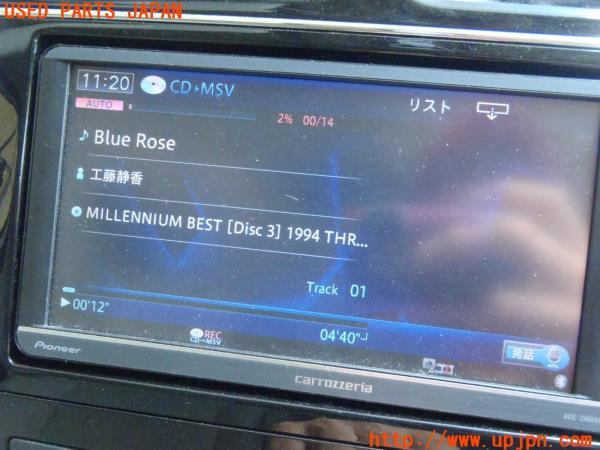 USED PARTS JAPAN
11:20 CD▸MSV
AUTO
リスト
2% 00/14
♪ Blue Rose
工藤静香
MILLENNIUM BEST [Disc 3] 1994 THR...
Track 01
▶00'12"
04'40"
REC
CD→MSV
発話
Pioneer
carrozzeria
http://www.upjpn.com/